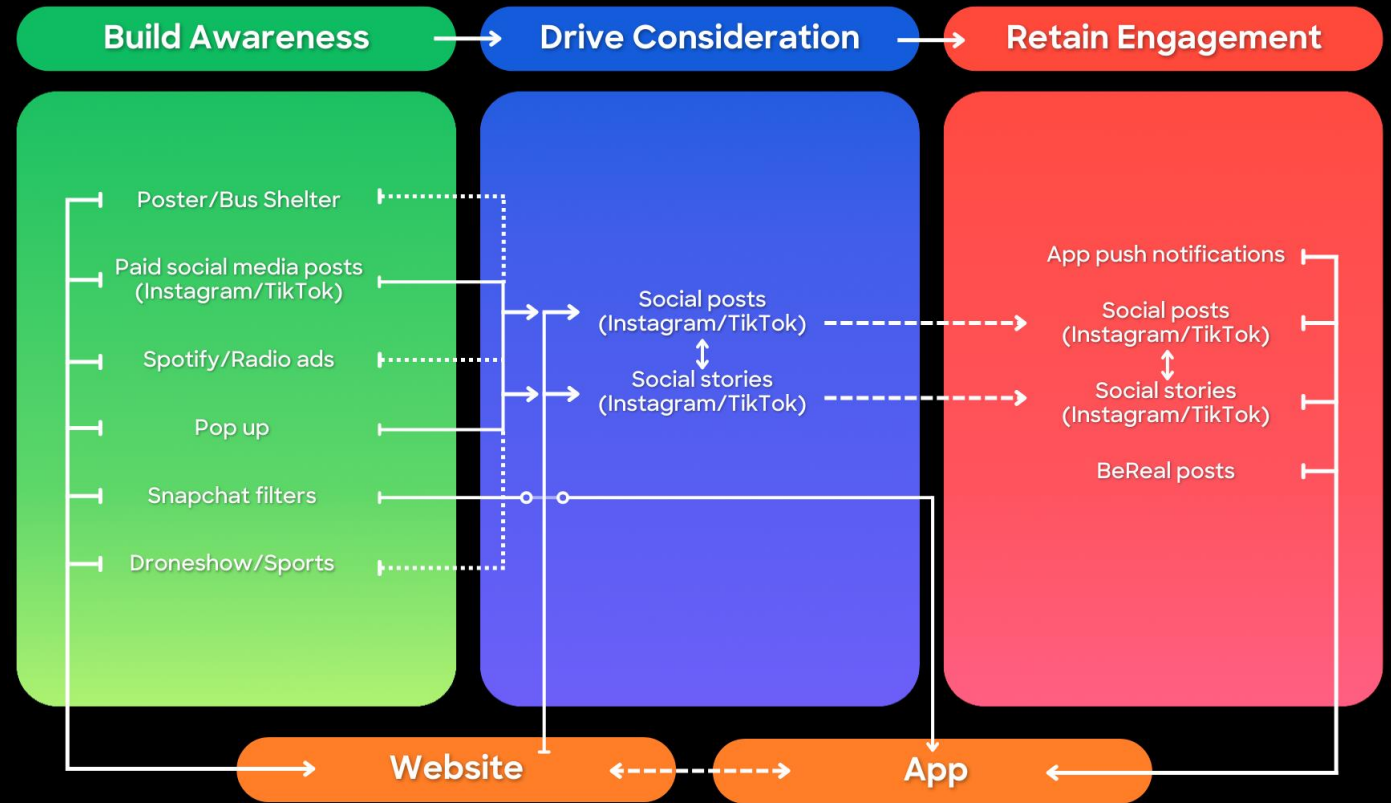 Build Awareness
Drive Consideration
Retain Engagement
Poster/Bus Shelter
Paid social media posts
(Instagram/TikTok)
Spotify/Radio ads
Pop up
Snapchat filters
Droneshow/Sports
Social posts
(Instagram/TikTok)
Social stories
(Instagram/TikTok)
App push notifications
Social posts
(Instagram/TikTok)
Social stories
(Instagram/TikTok)
BeReal posts
Website
App